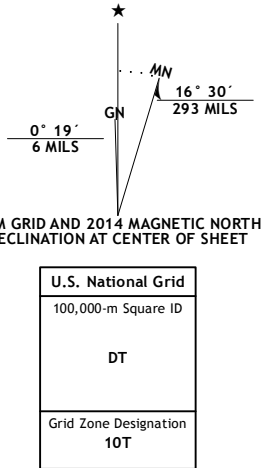 ★
MN
GN
16° 30´
293 MILS
0° 19´
6 MILS
M GRID AND 2014 MAGNETIC NORTH
ECLINATION AT CENTER OF SHEET
U.S. National Grid
100,000-m Square ID
DT
Grid Zone Designation
10T